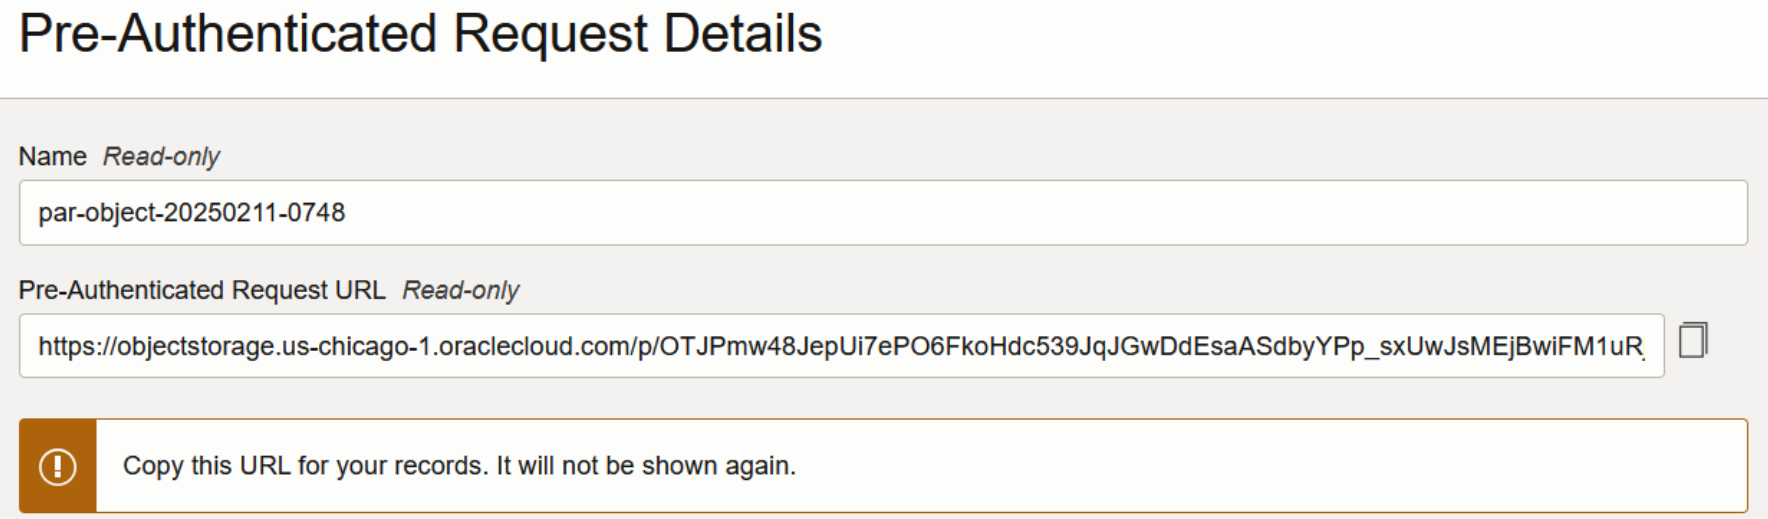 Pre-Authenticated Request Details
Name Read-only
par-object-20250211-0748
Pre-Authenticated Request URL Read-only
https://objectstorage.us-chicago-1.oraclecloud.com/p/OTJPmw48JepUi7ePO6FkoHdc539JqJGwDdEsaASdbyYPp_sxUwJsMEjBwiFM1uR
Copy this URL for your records. It will not be shown again.